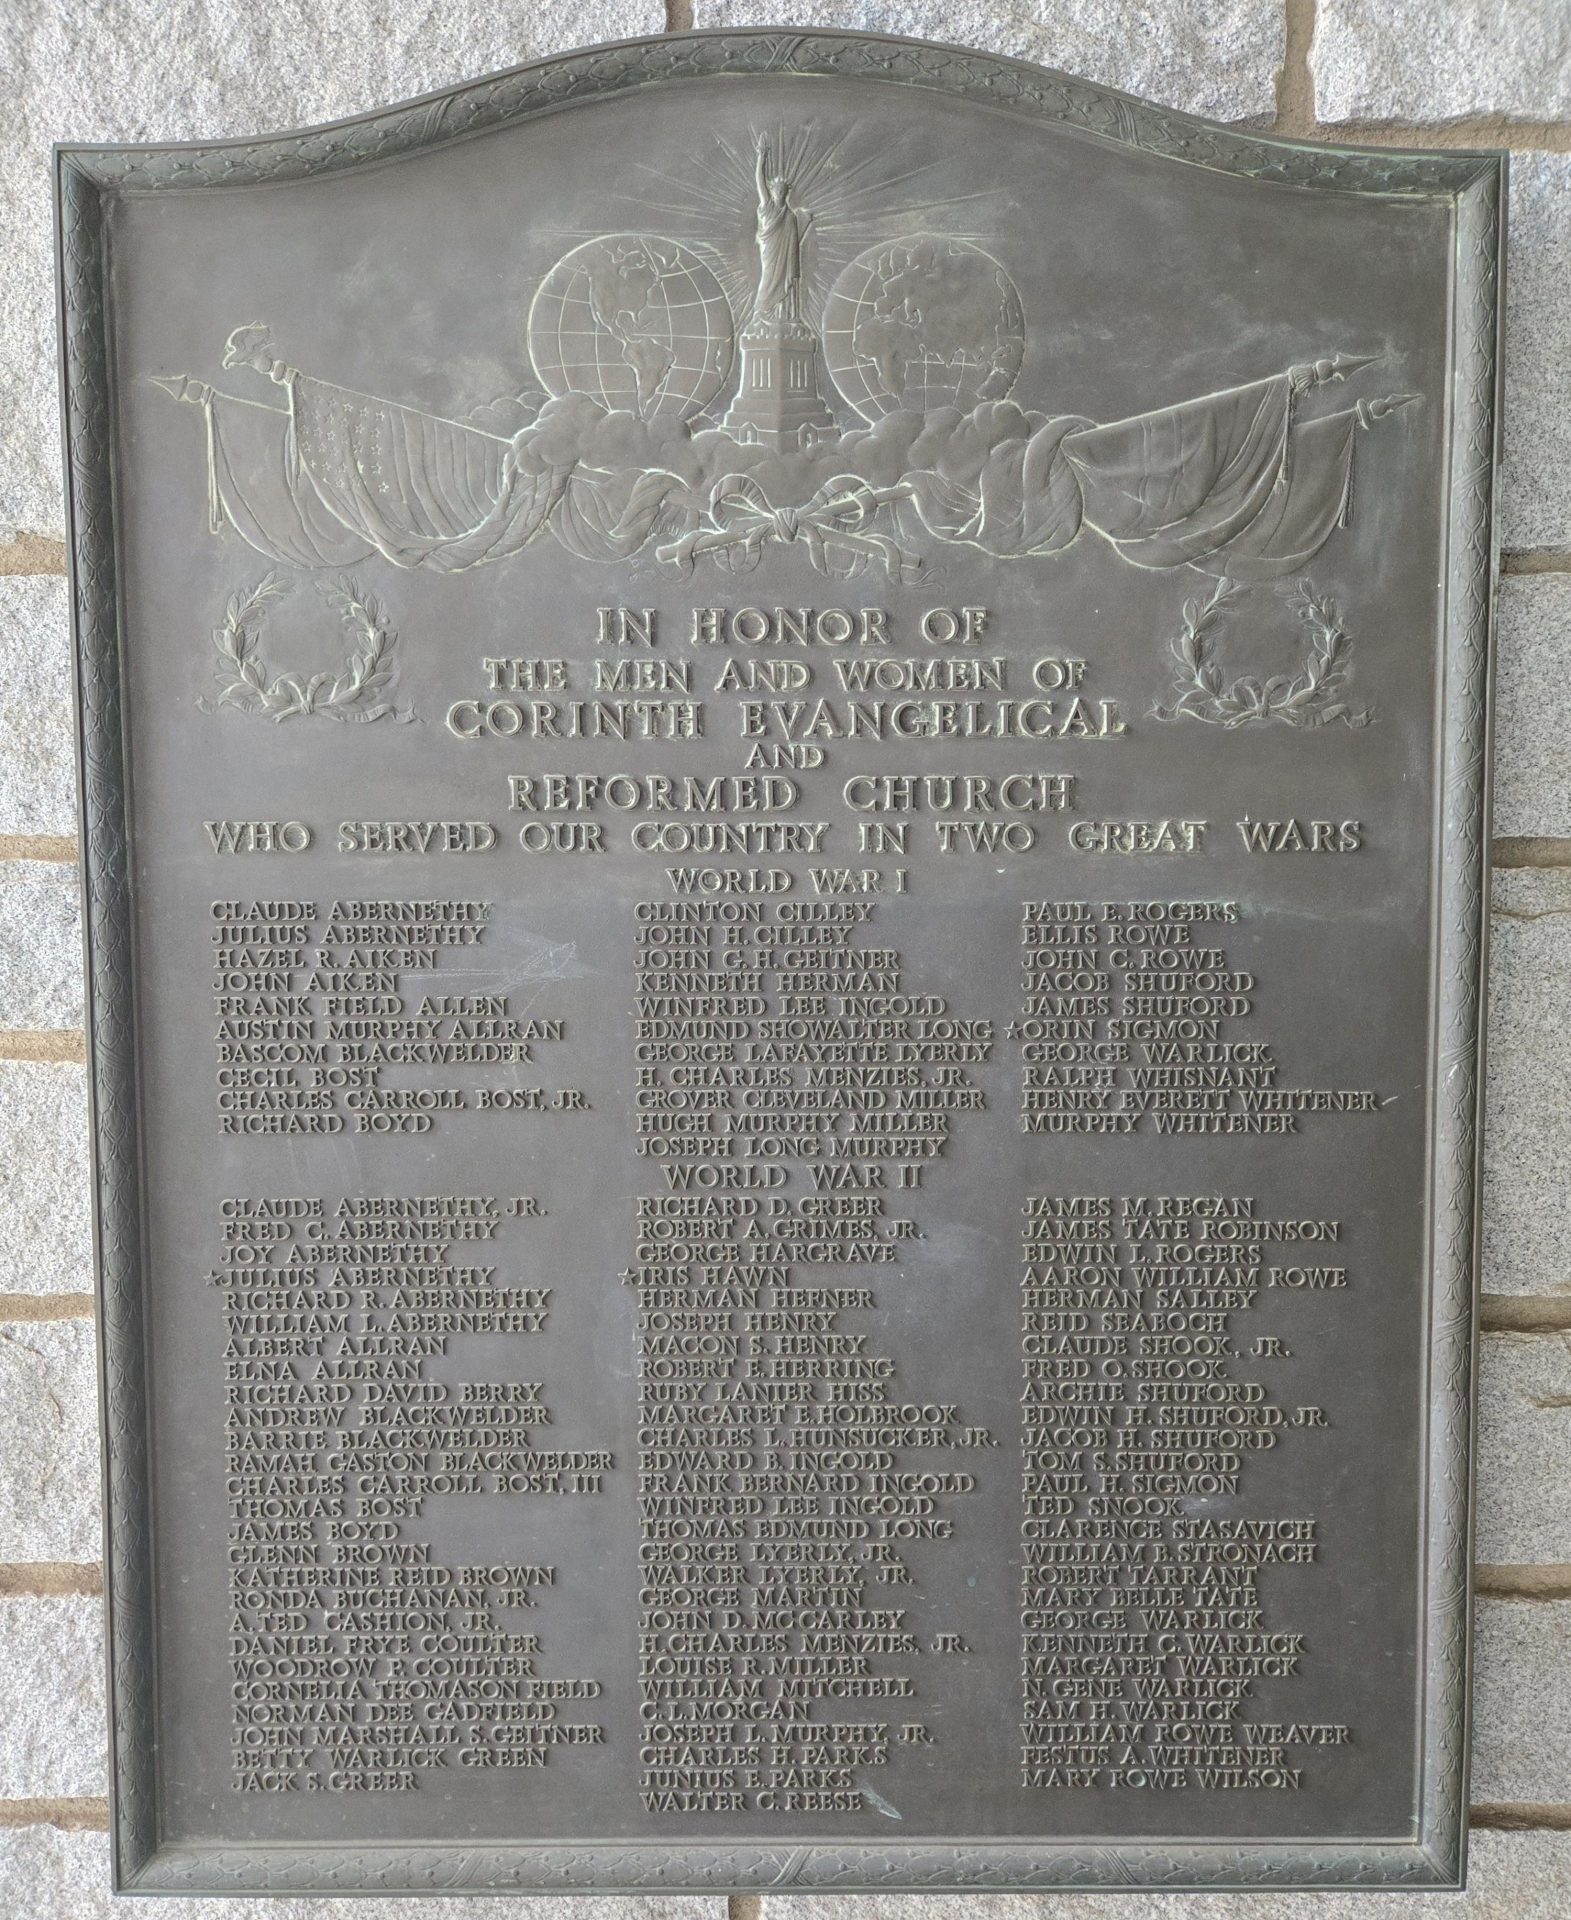 IN HONOR OF
THE MEN AND WOMEN OF
CORINTH EVANGELICAL
AND
REFORMED CHURCH
WHO SERVED OUR COUNTRY IN TWO GREAT WARS
WORLD WAR I
CLAUDE ABERNETHY
JULIUS ABERNETHY
HAZEL R. AIKEN
JOHN AIKEN
FRANK FIELD ALLEN
AUSTIN MURPHY ALLRAN
BASCOM BLACKWELDER
CECIL BOST
CHARLES CARROLL BOST, JR.
RICHARD BOYD
CLINTON CILLEY
JOHN H. CILLEY
JOHN G. H. GEITNER
KENNETH HERMAN
WINFRED LEE INGOLD
EDMUND SHOWALTER LONG
GEORGE LAFAYETTE LYERLY
H. CHARLES MENZIES, JR.
GROVER CLEVELAND MILLER
HUGH MURPHY MILLER
JOSEPH LONG MURPHY
PAUL E. ROGERS
ELLIS ROWE
JOHN C. ROWE
JACOB SHUFORD
JAMES SHUFORD
☆ORIN SIGMON
GEORGE WARLICK
RALPH WHISNANT
HENRY EVERETT WHITENER
MURPHY WHITENER
WORLD WAR II
CLAUDE ABERNETHY, JR.
FRED C. ABERNETHY
JOY ABERNETHY
☆JULIUS ABERNETHY
RICHARD R. ABERNETHY
WILLIAM L. ABERNETHY
ALBERT ALLRAN
ELNA ALLRAN
RICHARD DAVID BERRY
ANDREW BLACKWELDER
BARRIE BLACKWELDER
RAMAH GASTON BLACKWELDER
CHARLES CARROLL BOST, III
THOMAS BOST
JAMES BOYD
GLENN BROWN
KATHERINE REID BROWN
RONDA BUCHANAN, JR.
A. TED CASHION, JR.
DANIEL FRYE COULTER
WOODROW P. COULTER
CORNELIA THOMASON FIELD
NORMAN DEE GADFIELD
JOHN MARSHALL S. GEITNER
BETTY WARLICK GREEN
JACK S. GREER
RICHARD D. GREER
ROBERT A. GRIMES, JR.
GEORGE HARGRAVE
☆IRIS HAWN
HERMAN HEFNER
JOSEPH HENRY
MACON S. HENRY
ROBERT E. HERRING
RUBY LANIER HISS
MARGARET E. HOLBROOK
CHARLES L. HUNSUCKER, JR.
EDWARD B. INGOLD
FRANK BERNARD INGOLD
WINFRED LEE INGOLD
THOMAS EDMUND LONG
GEORGE LYERLY, JR.
WALKER LYERLY, JR.
GEORGE MARTIN
JOHN D. MCCARLEY
H. CHARLES MENZIES, JR.
LOUISE R. MILLER
WILLIAM MITCHELL
C. L. MORGAN
JOSEPH L. MURPHY, JR.
CHARLES H. PARKS
JUNIUS E. PARKS
WALTER C. REESE
JAMES M. REGAN
JAMES TATE ROBINSON
EDWIN L. ROGERS
AARON WILLIAM ROWE
HERMAN SALLEY
REID SEABOCH
CLAUDE SHOOK, JR.
FRED O. SHOOK
ARCHIE SHUFORD
EDWIN H. SHUFORD, JR.
JACOB H. SHUFORD
TOM S. SHUFORD
PAUL H. SIGMON
TED SNOOK
CLARENCE STASAVICH
WILLIAM B. STRONACH
ROBERT TARRANT
MARY BELLE TATE
GEORGE WARLICK
KENNETH C. WARLICK
MARGARET WARLICK
N. GENE WARLICK
SAM H. WARLICK
WILLIAM ROWE WEAVER
FESTUS A. WHITENER
MARY ROWE WILSON